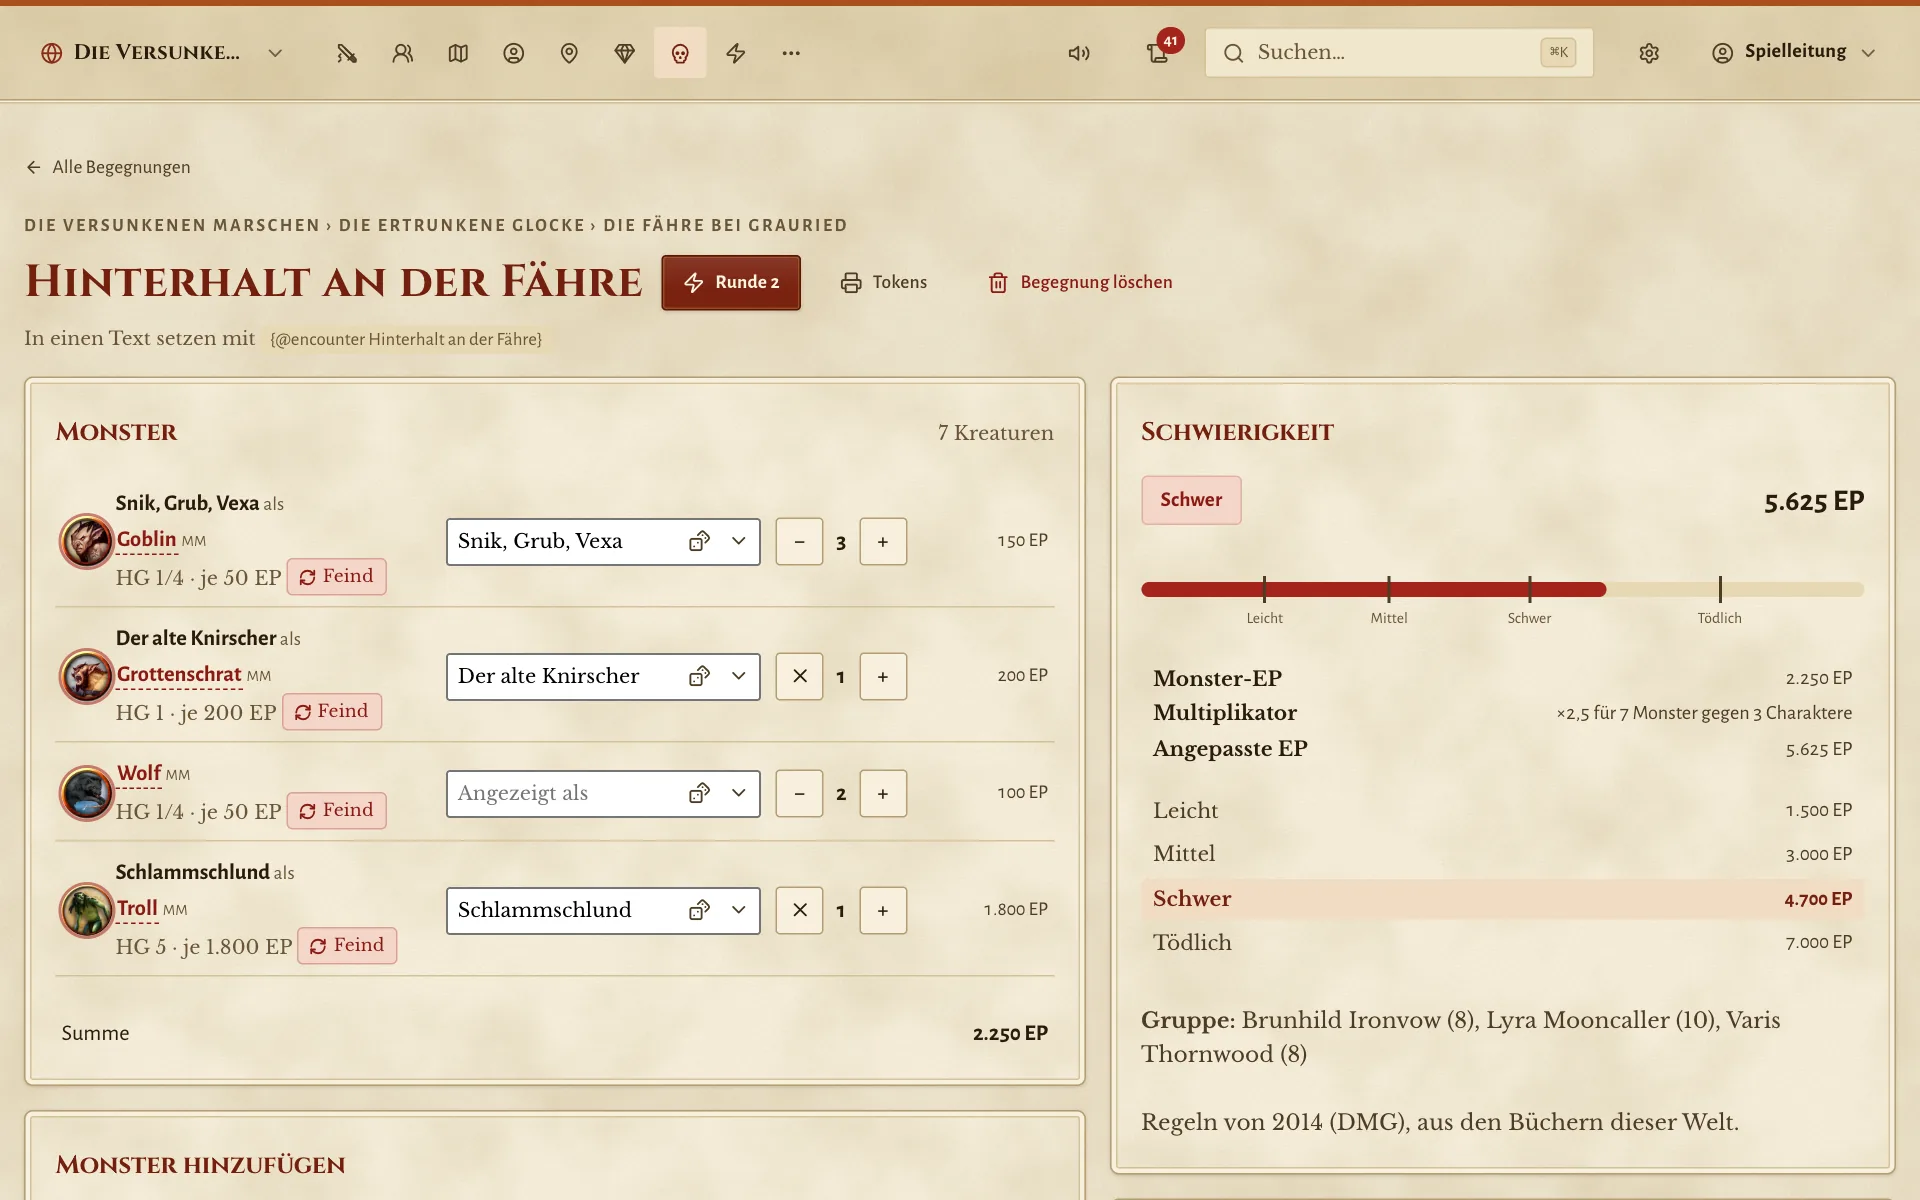 Die Versunke...
41
Suchen...
⌘K
Spielleitung
Alle Begegnungen
DIE VERSUNKENEN MARSCHEN › DIE ERTRUNKENE GLOCKE › DIE FÄHRE BEI GRAURIED
Hinterhalt an der Fähre
Runde 2
Tokens
Begegnung löschen
In einen Text setzen mit {@encounter Hinterhalt an der Fähre}
Monster
7 Kreaturen
Snik, Grub, Vexa als
Goblin MM
HG 1/4 · je 50 EP Feind
Snik, Grub, Vexa
− 3 +
150 EP
Der alte Knirscher als
Grottenschrat MM
HG 1 · je 200 EP Feind
Der alte Knirscher
× 1 +
200 EP
Wolf MM
HG 1/4 · je 50 EP Feind
Angezeigt als
− 2 +
100 EP
Schlammschlund als
Troll MM
HG 5 · je 1.800 EP Feind
Schlammschlund
× 1 +
1.800 EP
Summe
2.250 EP
Monster hinzufügen
Schwierigkeit
Schwer
5.625 EP
Leicht Mittel Schwer Tödlich
Monster-EP 2.250 EP
Multiplikator ×2,5 für 7 Monster gegen 3 Charaktere
Angepasste EP 5.625 EP
Leicht 1.500 EP
Mittel 3.000 EP
Schwer 4.700 EP
Tödlich 7.000 EP
Gruppe: Brunhild Ironvow (8), Lyra Mooncaller (10), Varis
Thornwood (8)
Regeln von 2014 (DMG), aus den Büchern dieser Welt.